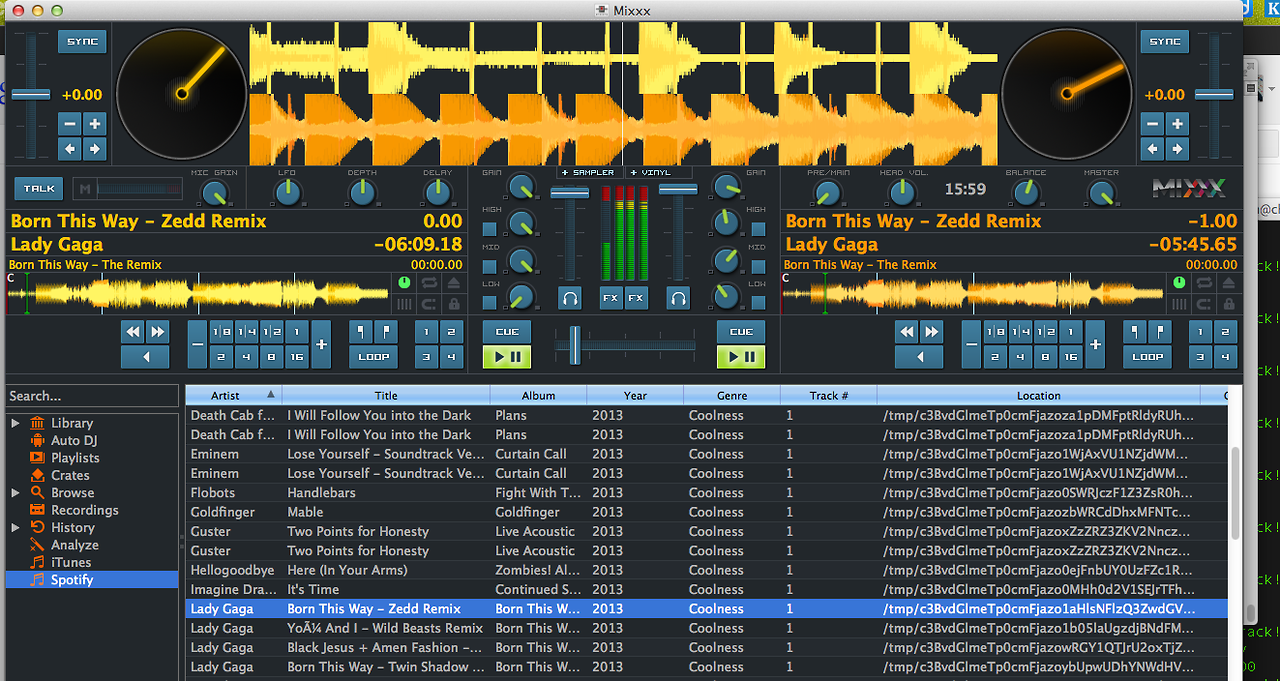 Mixxx
SYNC
+0.00
SYNC
+0.00
TALK
M
MIC GAIN
LFO
DEPTH
DELAY
GAIN
+ SAMPLER
+ VINYL
GAIN
PRE/MAIN
HEAD VOL.
15:59
BALANCE
MASTER
MIXXX
HIGH
MID
LOW
HIGH
MID
LOW
FX FX
Born This Way – Zedd Remix 0.00
Lady Gaga -06:09.18
Born This Way – The Remix 00:00.00
C
Born This Way – Zedd Remix -1.00
Lady Gaga -05:45.65
Born This Way – The Remix 00:00.00
C
1|8 1|4 1|2 1
2 4 8 16
LOOP
1 2
3 4
CUE
CUE
1|8 1|4 1|2 1
2 4 8 16
LOOP
1 2
3 4
Search...
Library
Auto DJ
Playlists
Crates
Browse
Recordings
History
Analyze
iTunes
Spotify
Artist Title Album Year Genre Track # Location
Death Cab f... I Will Follow You into the Dark Plans 2013 Coolness 1 /tmp/c3BvdGlmeTp0cmFjazoza1pDMFptRldyRUh...
Death Cab f... I Will Follow You into the Dark Plans 2013 Coolness 1 /tmp/c3BvdGlmeTp0cmFjazoza1pDMFptRldyRUh...
Eminem Lose Yourself – Soundtrack Ve... Curtain Call 2013 Coolness 1 /tmp/c3BvdGlmeTp0cmFjazo1WjAxVU1NZjdWM...
Eminem Lose Yourself – Soundtrack Ve... Curtain Call 2013 Coolness 1 /tmp/c3BvdGlmeTp0cmFjazo1WjAxVU1NZjdWM...
Flobots Handlebars Fight With T... 2013 Coolness 1 /tmp/c3BvdGlmeTp0cmFjazo0SWRJczF1Z3ZsR0h...
Goldfinger Mable Goldfinger 2013 Coolness 1 /tmp/c3BvdGlmeTp0cmFjazozbWRCdDhxMFNTc...
Guster Two Points for Honesty Live Acoustic 2013 Coolness 1 /tmp/c3BvdGlmeTp0cmFjazoxZzZRZ3ZKV2Nncz...
Guster Two Points for Honesty Live Acoustic 2013 Coolness 1 /tmp/c3BvdGlmeTp0cmFjazoxZzZRZ3ZKV2Nncz...
Hellogoodbye Here (In Your Arms) Zombies! Al... 2013 Coolness 1 /tmp/c3BvdGlmeTp0cmFjazo0ejFnbUY0UzFZc1R...
Imagine Dra... It's Time Continued S... 2013 Coolness 1 /tmp/c3BvdGlmeTp0cmFjazo0MHh0d2V1SEJrTFh...
Lady Gaga Born This Way – Zedd Remix Born This W... 2013 Coolness 1 /tmp/c3BvdGlmeTp0cmFjazo1aHlsNFlzQ3ZwdGV...
Lady Gaga YoÃ¼ And I – Wild Beasts Remix Born This W... 2013 Coolness 1 /tmp/c3BvdGlmeTp0cmFjazo1b05laUgzdjBNdFM...
Lady Gaga Black Jesus + Amen Fashion –... Born This W... 2013 Coolness 1 /tmp/c3BvdGlmeTp0cmFjazowRGY1QTJrU2oxTjZ...
Lady Gaga Born This Way – Twin Shadow ... Born This W... 2013 Coolness 1 /tmp/c3BvdGlmeTp0cmFjazoybUpwUDhYNWdHV...